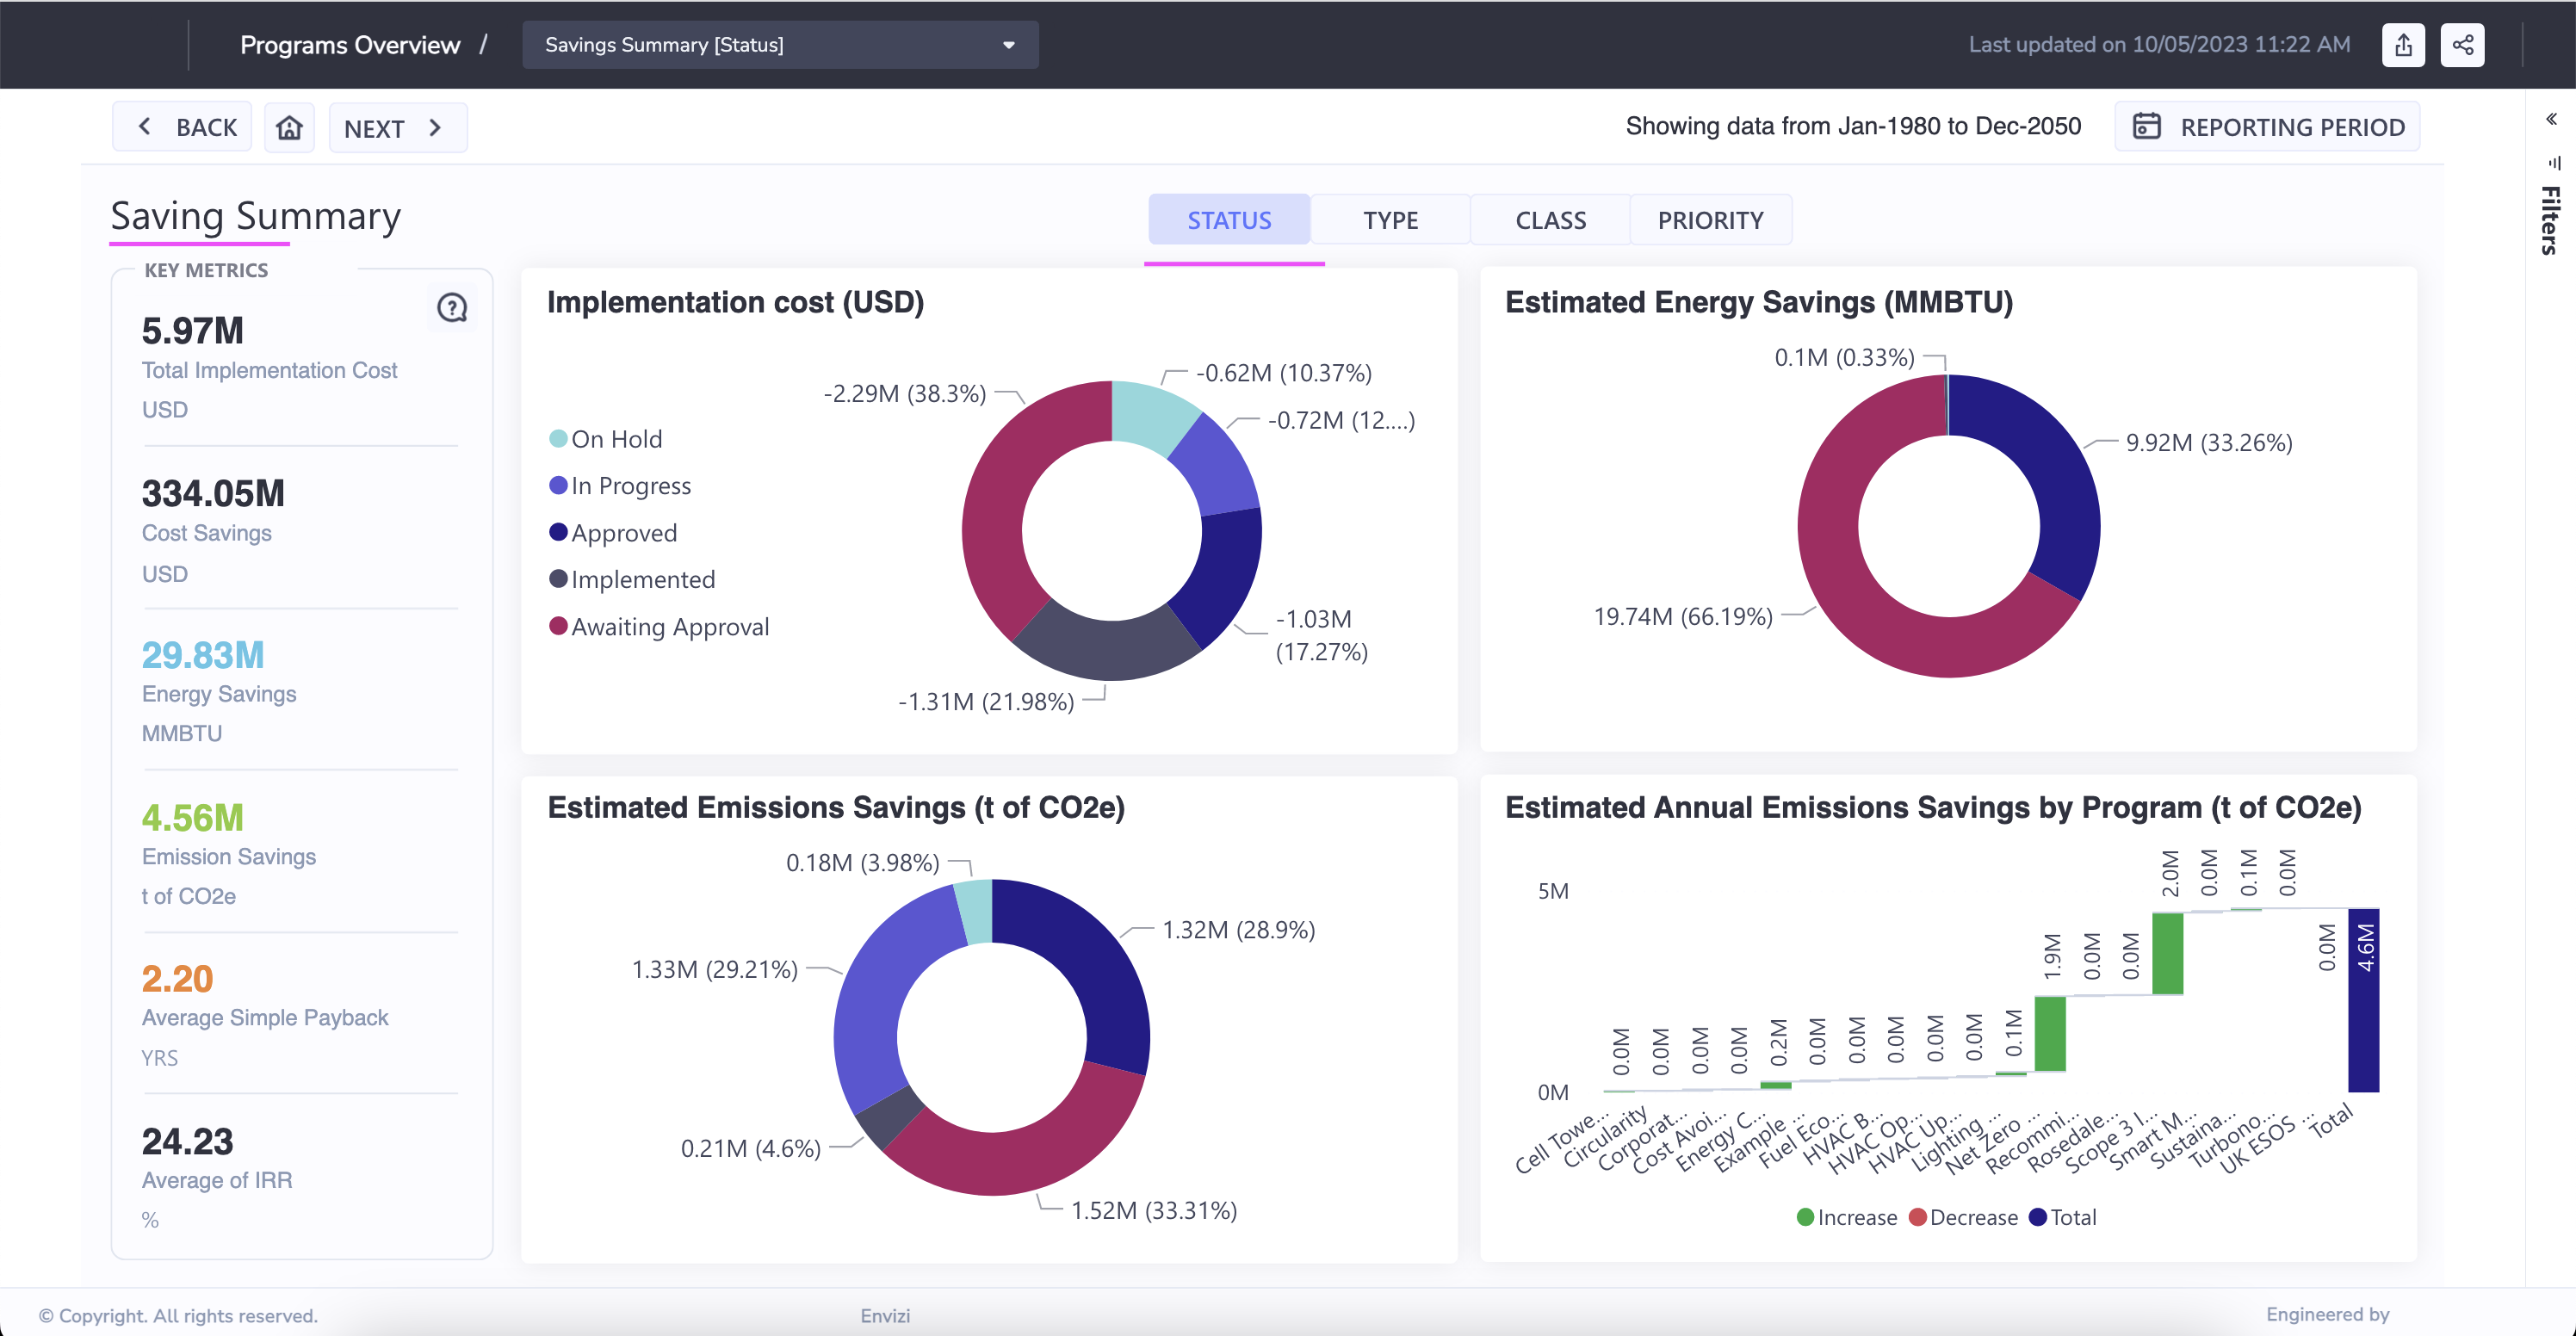 Programs Overview /
Savings Summary [Status]
Last updated on 10/05/2023 11:22 AM
BACK
NEXT
Showing data from Jan-1980 to Dec-2050
REPORTING PERIOD
Filters
Saving Summary
STATUS
TYPE
CLASS
PRIORITY
KEY METRICS
5.97M
Total Implementation Cost
USD
334.05M
Cost Savings
USD
29.83M
Energy Savings
MMBTU
4.56M
Emission Savings
t of CO2e
2.20
Average Simple Payback
YRS
24.23
Average of IRR
%
Implementation cost (USD)
On Hold
In Progress
Approved
Implemented
Awaiting Approval
-2.29M (38.3%)
-0.62M (10.37%)
-0.72M (12....)
-1.03M
(17.27%)
-1.31M (21.98%)
Estimated Energy Savings (MMBTU)
0.1M (0.33%)
9.92M (33.26%)
19.74M (66.19%)
Estimated Emissions Savings (t of CO2e)
0.18M (3.98%)
1.32M (28.9%)
1.33M (29.21%)
0.21M (4.6%)
1.52M (33.31%)
Estimated Annual Emissions Savings by Program (t of CO2e)
5M
0M
0.0M
0.0M
0.0M
0.0M
0.2M
0.0M
0.0M
0.0M
0.0M
0.0M
0.1M
1.9M
0.0M
0.0M
2.0M
0.0M
0.1M
0.0M
0.0M
4.6M
Cell Towe...
Circularity
Corporat...
Cost Avoi...
Energy C...
Example ...
Fuel Eco...
HVAC B...
HVAC Op...
HVAC Up...
Lighting ...
Net Zero ...
Recommi...
Rosedale...
Scope 3 I...
Smart M...
Sustaina...
Turbono...
UK ESOS ...
Total
Increase
Decrease
Total
© Copyright. All rights reserved.
Envizi
Engineered by